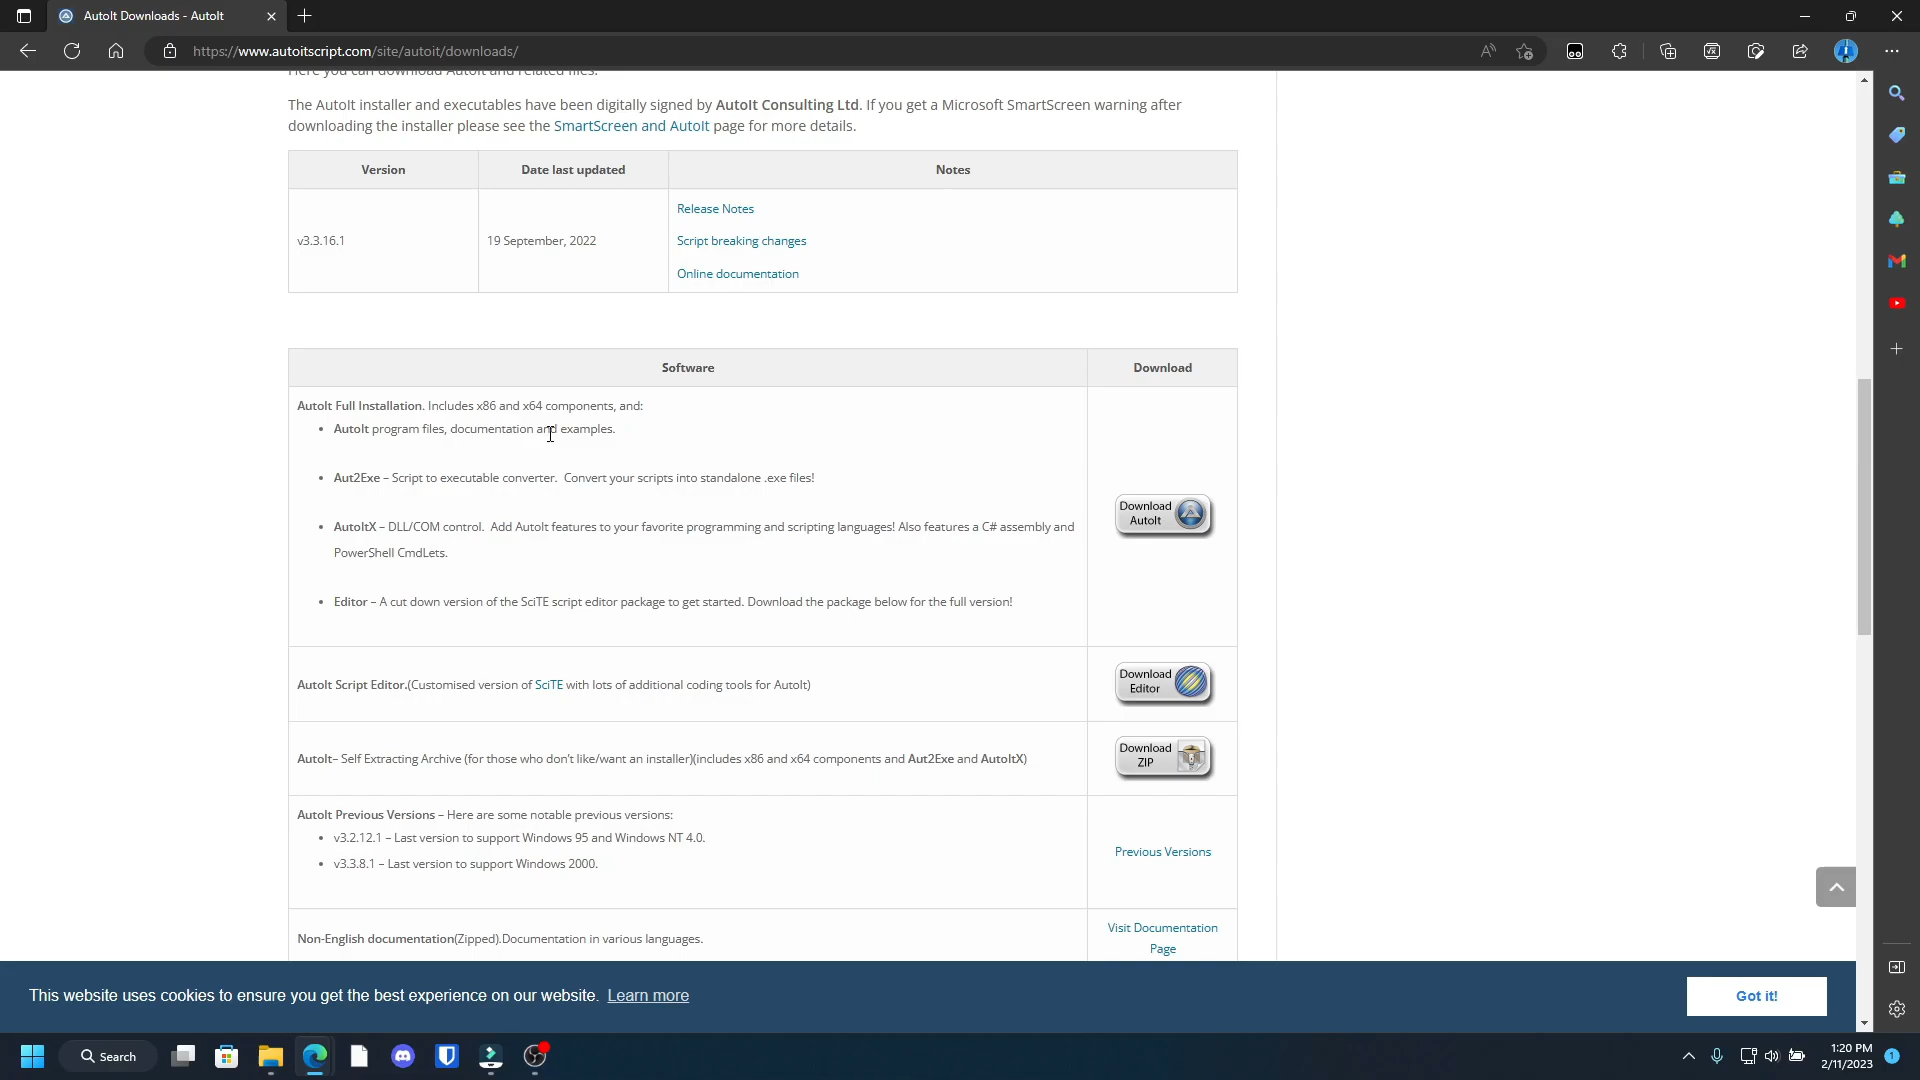 AutoIt Downloads - AutoIt
https://www.autoitscript.com/site/autoit/downloads/
Here you can download AutoIt and related files.
The AutoIt installer and executables have been digitally signed by AutoIt Consulting Ltd. If you get a Microsoft SmartScreen warning after
downloading the installer please see the SmartScreen and AutoIt page for more details.
Version Date last updated Notes
Release Notes
v3.3.16.1 19 September, 2022 Script breaking changes
Online documentation
Software Download
AutoIt Full Installation. Includes x86 and x64 components, and:
• AutoIt program files, documentation and examples.
• Aut2Exe – Script to executable converter.  Convert your scripts into standalone .exe files!
• AutoItX – DLL/COM control.  Add AutoIt features to your favorite programming and scripting languages! Also features a C# assembly and
PowerShell CmdLets.
• Editor – A cut down version of the SciTE script editor package to get started. Download the package below for the full version!
Download
AutoIt
AutoIt Script Editor.(Customised version of SciTE with lots of additional coding tools for AutoIt)
Download
Editor
AutoIt– Self Extracting Archive (for those who don't like/want an installer)(includes x86 and x64 components and Aut2Exe and AutoItX)
Download
ZIP
AutoIt Previous Versions – Here are some notable previous versions:
• v3.2.12.1 – Last version to support Windows 95 and Windows NT 4.0.
• v3.3.8.1 – Last version to support Windows 2000.
Previous Versions
Non-English documentation(Zipped).Documentation in various languages.
Visit Documentation
Page
This website uses cookies to ensure you get the best experience on our website. Learn more
Got it!
Search
1:20 PM
2/11/2023
1